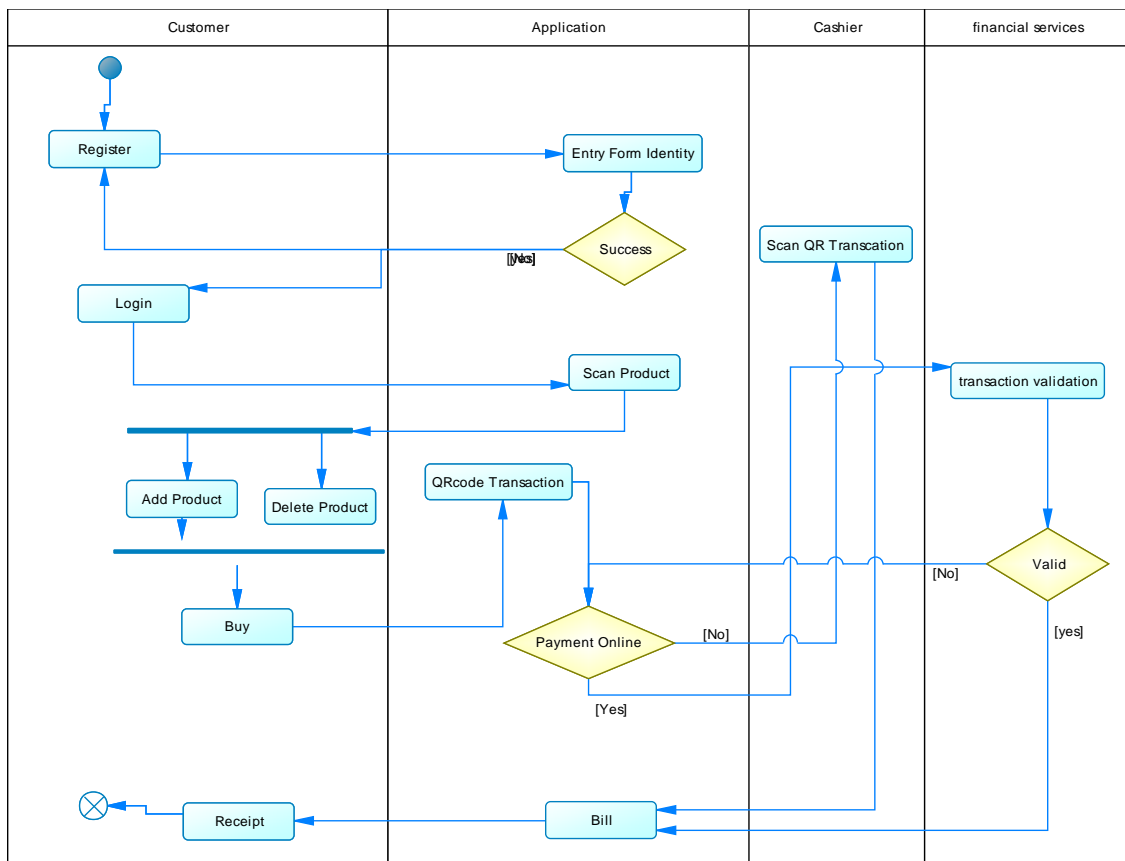 Customer
Application
Cashier
financial services
Register
Entry Form Identity
Success
Scan QR Transcation
Login
Scan Product
transaction validation
QRcode Transaction
Add Product
Delete Product
Valid
[No]
Buy
Payment Online
[No]
[yes]
[Yes]
Receipt
Bill